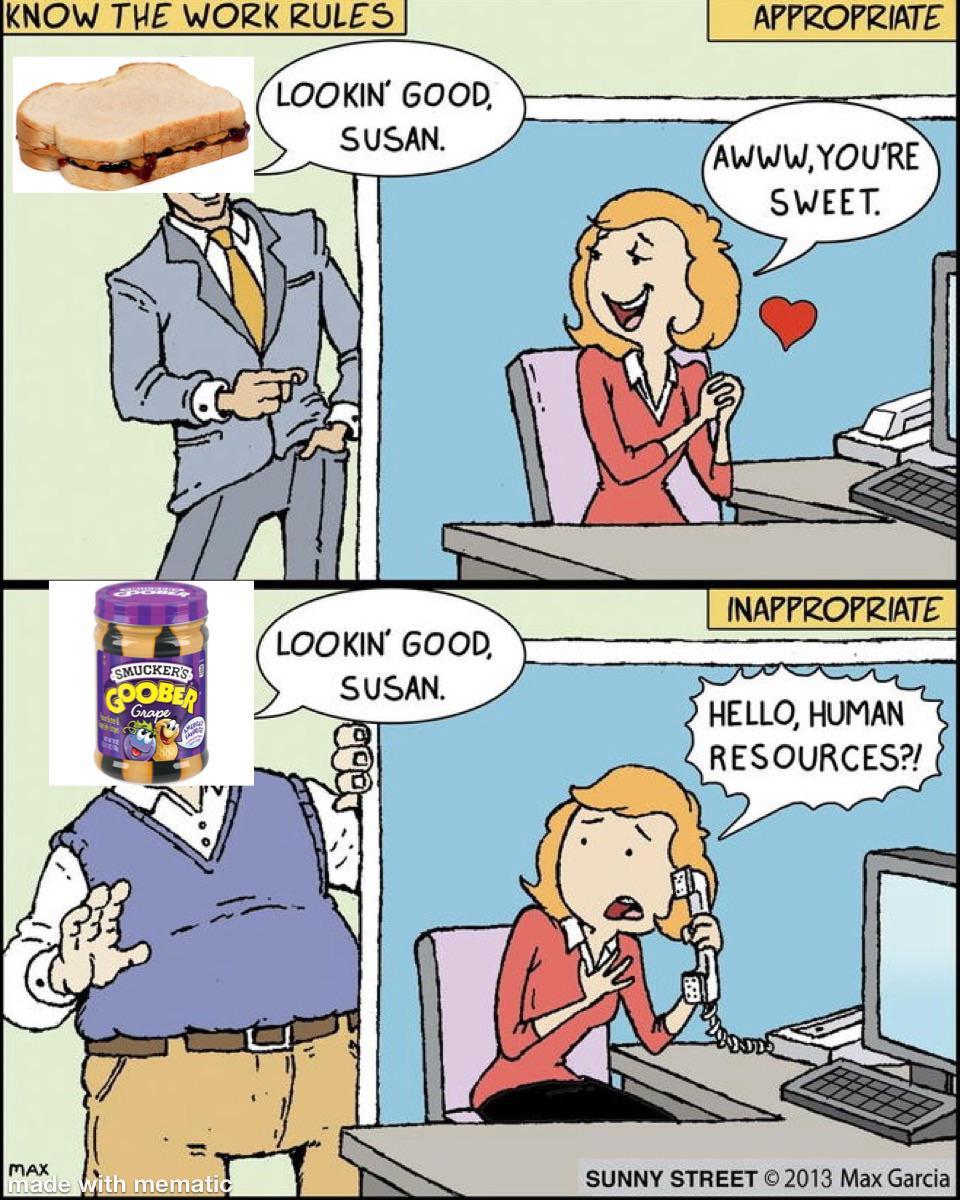 KNOW THE WORK RULES
APPROPRIATE
LOOKIN' GOOD,
SUSAN.
AWWW, YOU'RE
SWEET.
INAPPROPRIATE
LOOKIN' GOOD,
SUSAN.
SMUCKER'S
GOOBER
Grape
HELLO, HUMAN
RESOURCES?!
MAX
made with mematic
SUNNY STREET © 2013 Max Garcia